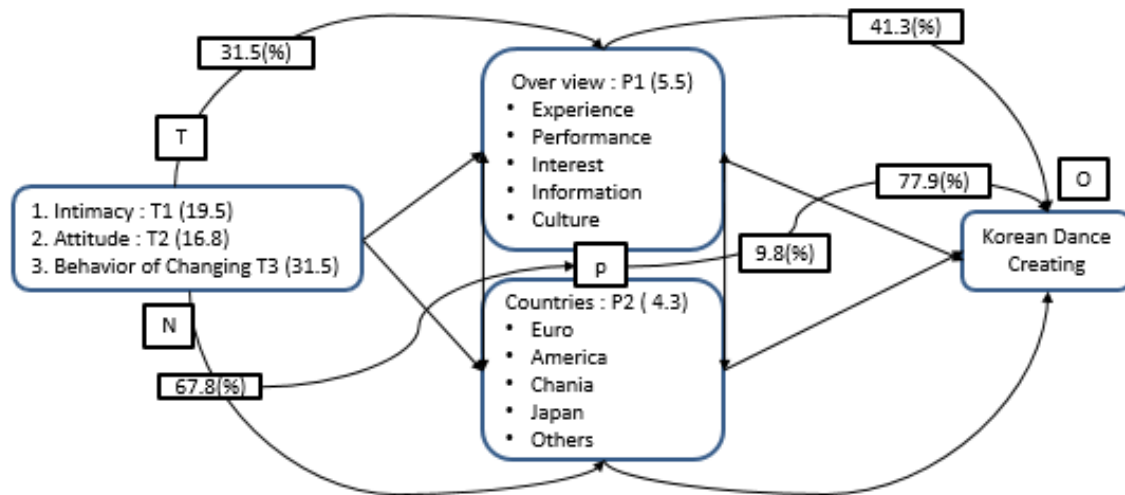 31.5(%)
41.3(%)
Over view : P1 (5.5)
• Experience
• Performance
• Interest
• Information
• Culture
T
77.9(%)
O
1. Intimacy : T1 (19.5)
2. Attitude : T2 (16.8)
3. Behavior of Changing T3 (31.5)
Korean Dance
Creating
p
9.8(%)
N
Countries : P2 ( 4.3)
• Euro
• America
• Chania
• Japan
• Others
67.8(%)